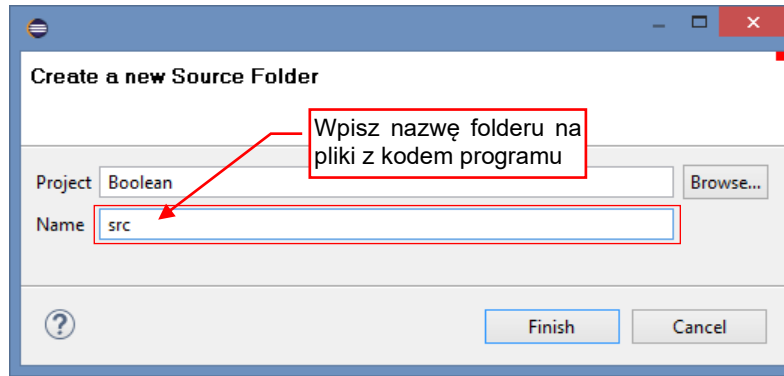 Create a new Source Folder
Wpisz nazwę folderu na
pliki z kodem programu
Project Boolean Browse...
Name src
? Finish Cancel